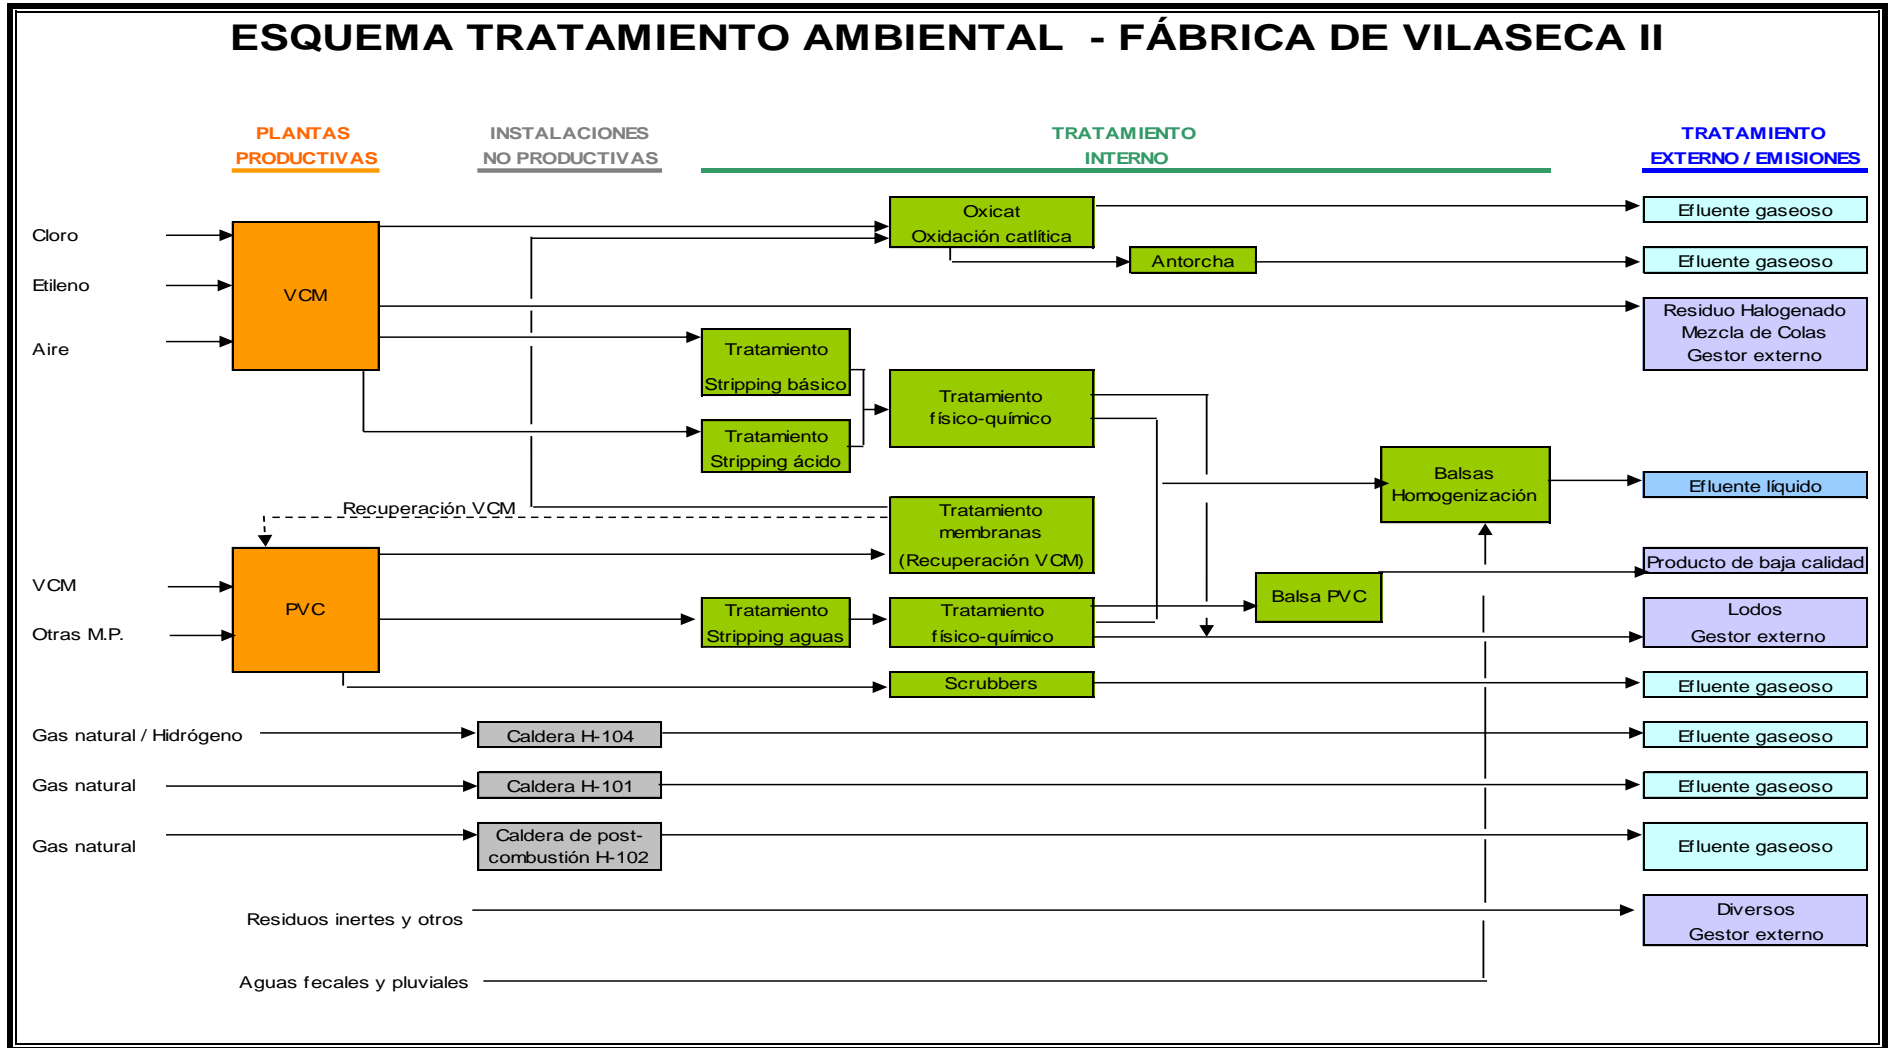 ESQUEMA TRATAMIENTO AMBIENTAL - FÁBRICA DE VILASECA II
PLANTAS
PRODUCTIVAS
INSTALACIONES
NO PRODUCTIVAS
TRATAMIENTO
INTERNO
TRATAMIENTO
EXTERNO / EMISIONES
Cloro
Etileno
Aire
VCM
Oxicat
Oxidación catlítica
Efluente gaseoso
Antorcha
Efluente gaseoso
Residuo Halogenado
Mezcla de Colas
Gestor externo
Tratamiento
Stripping básico
Tratamiento
Stripping ácido
Tratamiento
físico-químico
Balsas
Homogenización
Efluente líquido
Recuperación VCM
Tratamiento
membranas
(Recuperación VCM)
VCM
Otras M.P.
PVC
Tratamiento
Stripping aguas
Tratamiento
físico-químico
Balsa PVC
Producto de baja calidad
Lodos
Gestor externo
Scrubbers
Efluente gaseoso
Gas natural / Hidrógeno
Caldera H-104
Efluente gaseoso
Gas natural
Caldera H-101
Efluente gaseoso
Gas natural
Caldera de post-
combustión H-102
Efluente gaseoso
Residuos inertes y otros
Diversos
Gestor externo
Aguas fecales y pluviales